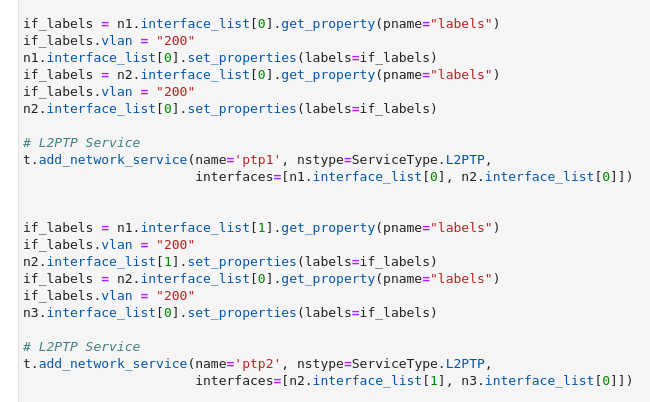 if_labels = n1.interface_list[0].get_property(pname="labels")
if_labels.vlan = "200"
n1.interface_list[0].set_properties(labels=if_labels)
if_labels = n2.interface_list[0].get_property(pname="labels")
if_labels.vlan = "200"
n2.interface_list[0].set_properties(labels=if_labels)

# L2PTP Service
t.add_network_service(name='ptp1', nstype=ServiceType.L2PTP,
                      interfaces=[n1.interface_list[0], n2.interface_list[0]])


if_labels = n1.interface_list[1].get_property(pname="labels")
if_labels.vlan = "200"
n2.interface_list[1].set_properties(labels=if_labels)
if_labels = n2.interface_list[0].get_property(pname="labels")
if_labels.vlan = "200"
n3.interface_list[0].set_properties(labels=if_labels)

# L2PTP Service
t.add_network_service(name='ptp2', nstype=ServiceType.L2PTP,
                      interfaces=[n2.interface_list[1], n3.interface_list[0]])